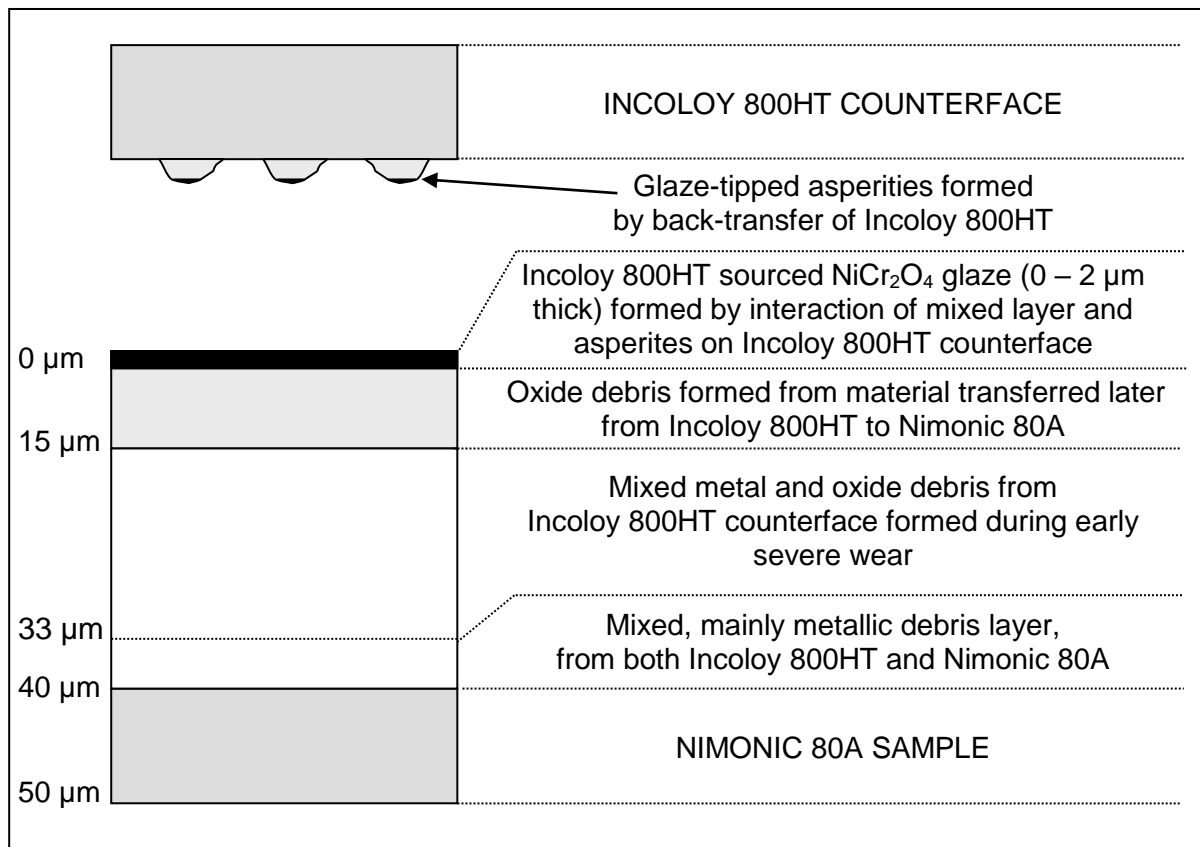 INCOLOY 800HT COUNTERFACE
Glaze-tipped asperities formed
by back-transfer of Incoloy 800HT
Incoloy 800HT sourced NiCr₂O₄ glaze (0 – 2 µm
thick) formed by interaction of mixed layer and
asperites on Incoloy 800HT counterface
0 µm
Oxide debris formed from material transferred later
from Incoloy 800HT to Nimonic 80A
15 µm
Mixed metal and oxide debris from
Incoloy 800HT counterface formed during early
severe wear
33 µm
Mixed, mainly metallic debris layer,
from both Incoloy 800HT and Nimonic 80A
40 µm
NIMONIC 80A SAMPLE
50 µm